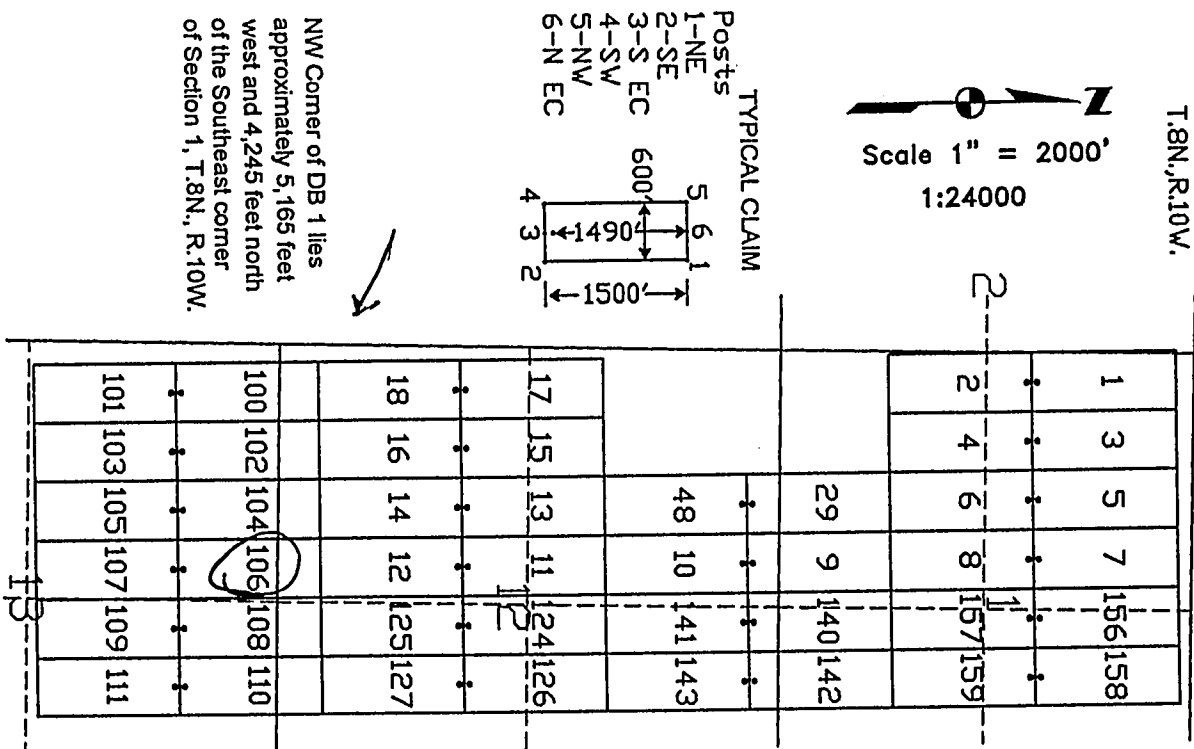 T.8N.,R.10W.
Z
Scale 1" = 2000'
1:24000
TYPICAL CLAIM
Posts
1-NE
2-SE
3-S EC
4-SW
5-NW
6-N EC
5 6 1
600'
1490'
1500'
4 3 2
NW Corner of DB 1 lies
approximately 5,165 feet
west and 4,245 feet north
of the Southeast corner
of Section 1, T.8N., R.10W.
1 3 5 7 156 158
2
1
2 4 6 8 157 159
29 9 140 142
48 10 141 143
17 15 13 11 124 126
12
18 16 14 12 125 127
100 102 104 106 108 110
101 103 105 107 109 111
13